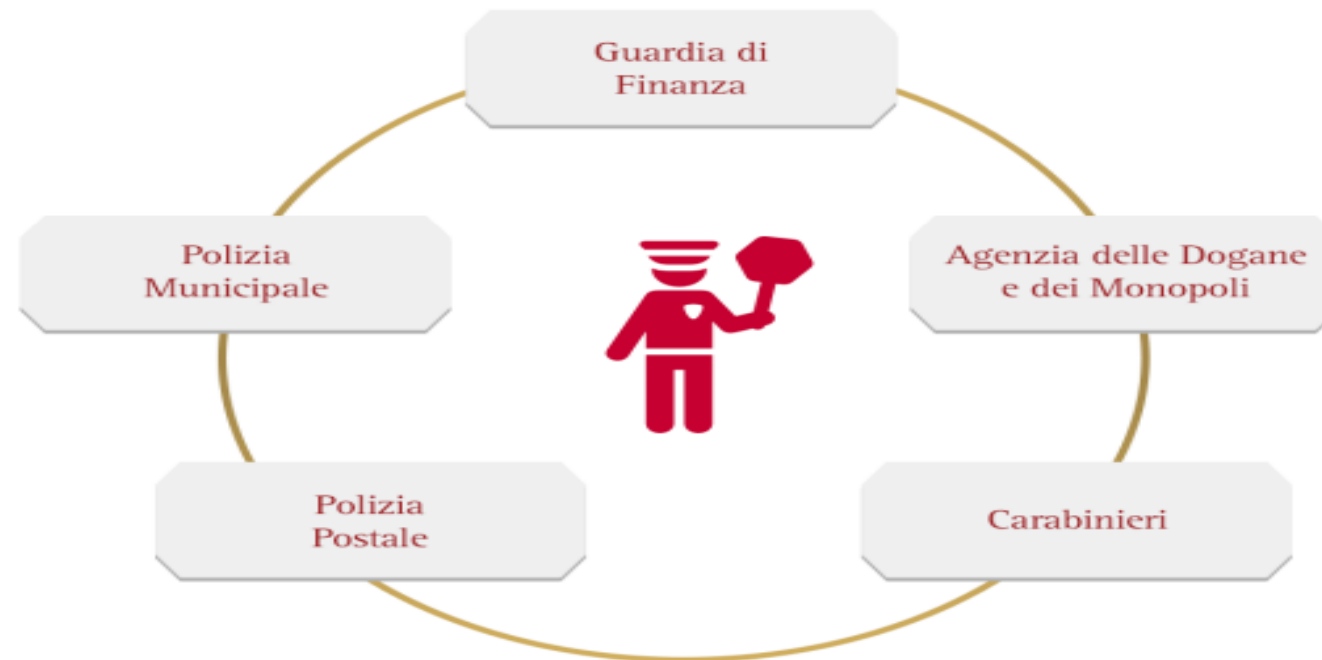 Guardia di
Finanza
Polizia
Municipale
Agenzia delle Dogane
e dei Monopoli
Polizia
Postale
Carabinieri